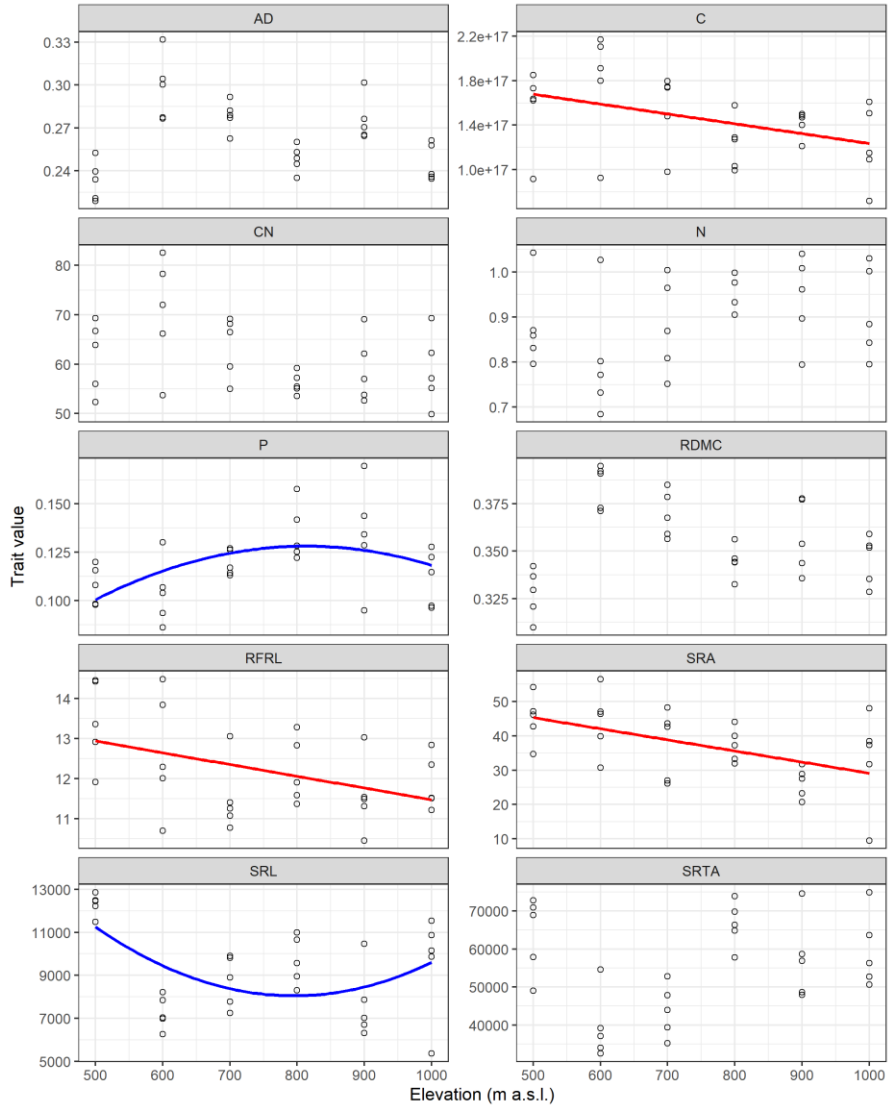 AD
C
0.33
0.30
0.27
0.24
2.2e+17
1.8e+17
1.4e+17
1.0e+17
CN
N
80
70
60
50
1.0
0.9
0.8
0.7
P
RDMC
0.150
0.125
0.100
0.375
0.350
0.325
RFRL
SRA
14
13
12
11
50
40
30
20
10
SRL
SRTA
13000
11000
9000
7000
5000
70000
60000
50000
40000
500 600 700 800 900 1000
500 600 700 800 900 1000
Trait value
Elevation (m a.s.l.)